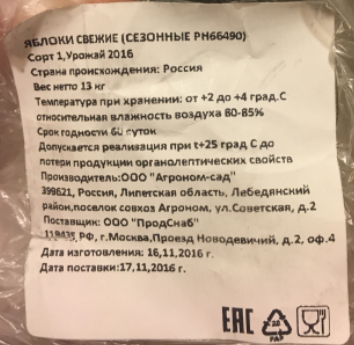 ЯБЛОКИ СВЕЖИЕ (СЕЗОННЫЕ РН66490)
Сорт 1,Урожай 2016
Страна происхождения: Россия
Вес нетто 13 кг
Температура при хранении: от +2 до +4 град.С
относительная влажность воздуха 80-85%
Срок годности 60 суток
Допускается реализация при t+25 град С до
потери продукции органолептических свойств
Производитель:ООО "Агроном-сад"
399621, Россия, Липетская область, Лебедянский
район,поселок совхоз Агроном, ул.Советская, д.2
Поставщик: ООО "ПродСнаб"
119435, РФ, г.Москва,Проезд Новодевичий, д.2, оф.4
Дата изготовления: 16,11,2016 г.
Дата поставки:17,11,2016 г.
ЕАС
20
PAP